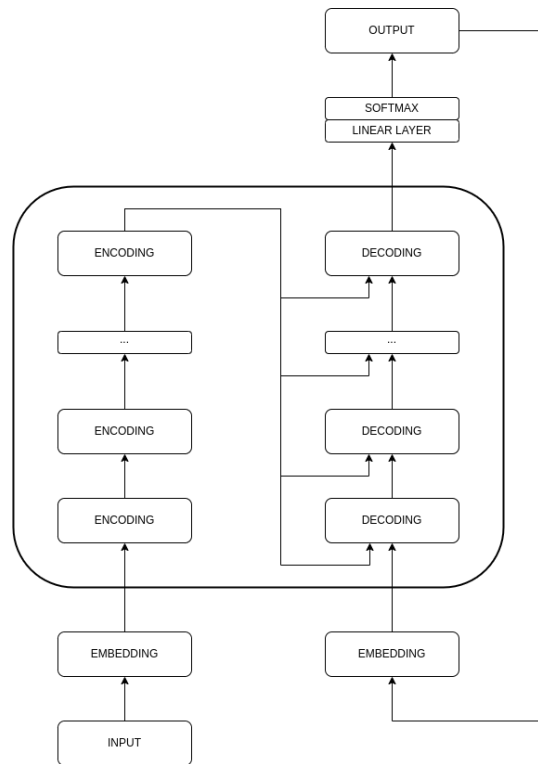 OUTPUT
SOFTMAX
LINEAR LAYER
ENCODING
DECODING
...
...
ENCODING
DECODING
ENCODING
DECODING
EMBEDDING
EMBEDDING
INPUT